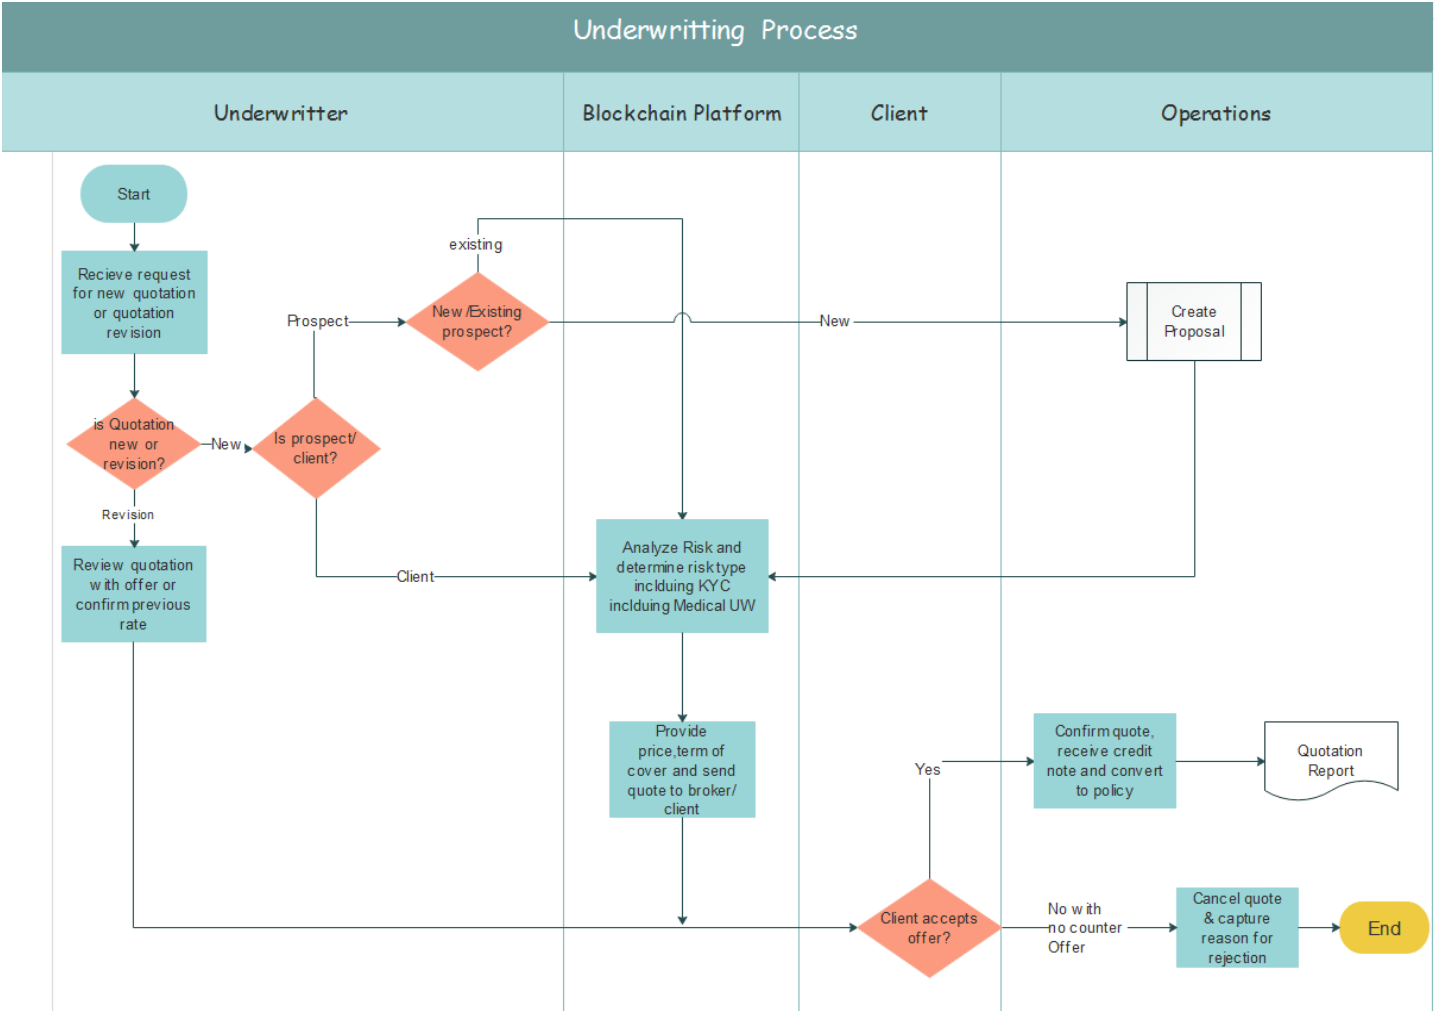 Underwritting Process
Underwritter
Blockchain Platform
Client
Operations
Start
Recieve request
for new quotation
or quotation
revision
is Quotation
new or
revision?
New
Revision
Review quotation
with offer or
confirm previous
rate
Is prospect/
client?
Prospect
Client
New /Existing
prospect?
existing
New
Create
Proposal
Analyze Risk and
determine risk type
inclduing KYC
inclduing Medical UW
Provide
price,term of
cover and send
quote to broker/
client
Client accepts
offer?
Yes
Confirm quote,
receive credit
note and convert
to policy
Quotation
Report
No with
no counter
Offer
Cancel quote
& capture
reason for
rejection
End